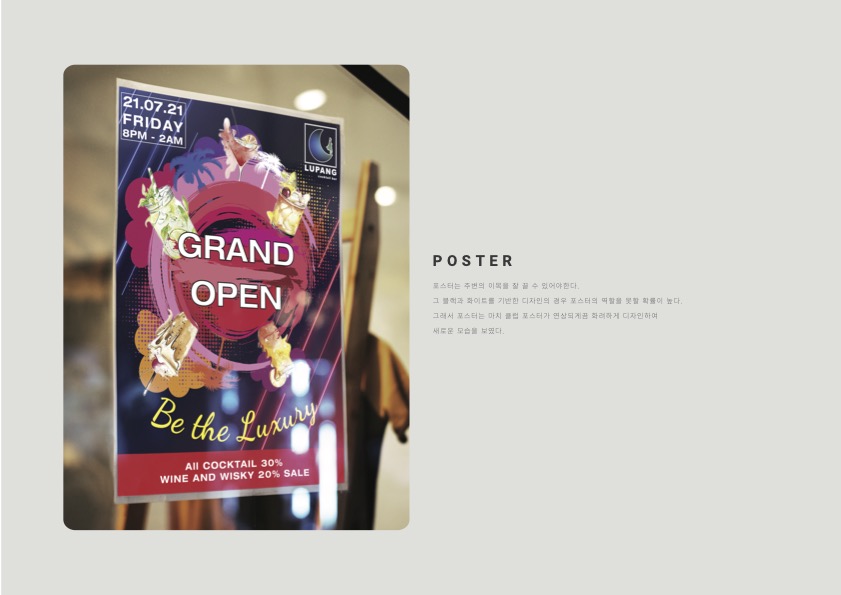 21.07.21
FRIDAY
8PM - 2AM
LUPANG
GRAND
OPEN
Be the Luxury
All COCKTAIL 30%
WINE AND WISKY 20% SALE
POSTER
포스터는 주변의 이목을 잘 끌 수 있어야한다.
그 블랙과 화이트를 기반한 디자인의 경우 포스터의 역할을 못할 확률이 높다.
그래서 포스터는 마치 클럽 포스터가 연상되게끔 화려하게 디자인하여
새로운 모습을 보였다.